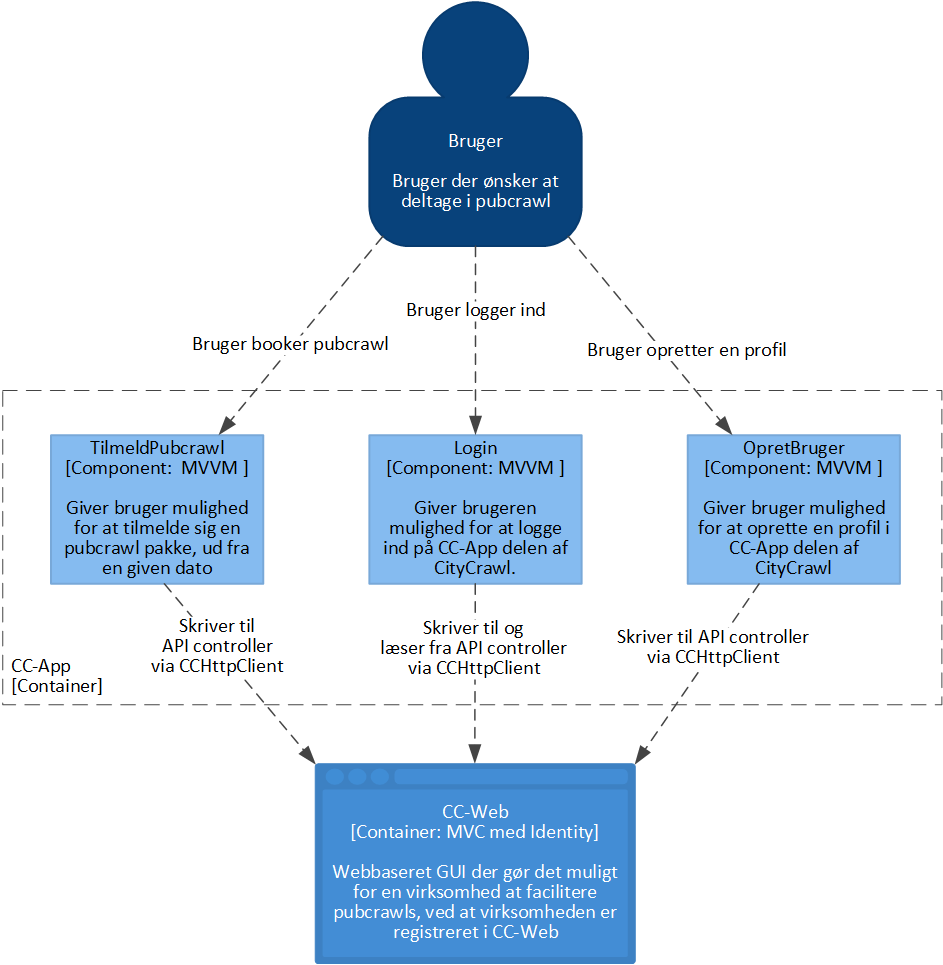 Bruger
Bruger der ønsker at
deltage i pubcrawl
Bruger logger ind
Bruger booker pubcrawl
Bruger opretter en profil
TilmeldPubcrawl
[Component:  MVVM ]
Giver bruger mulighed
for at tilmelde sig en
pubcrawl pakke, ud fra
en given dato
Login
[Component: MVVM ]
Giver brugeren
mulighed for at logge
ind på CC-App delen af
CityCrawl.
OpretBruger
[Component: MVVM ]
Giver bruger mulighed
for at oprette en profil i
CC-App delen af
CityCrawl
Skriver til
API controller
via CCHttpClient
Skriver til og
læser fra API controller
via CCHttpClient
Skriver til API controller
via CCHttpClient
CC-App
[Container]
CC-Web
[Container: MVC med Identity]
Webbaseret GUI der gør det muligt
for en virksomhed at facilitere
pubcrawls, ved at virksomheden er
registreret i CC-Web